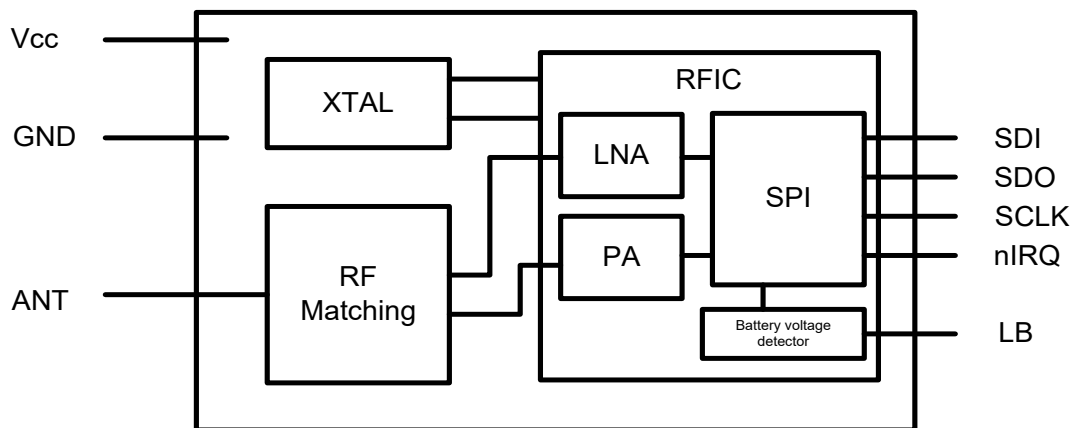 Vcc
GND
ANT
XTAL
RF
Matching
RFIC
LNA
PA
SPI
Battery voltage
detector
SDI
SDO
SCLK
nIRQ
LB